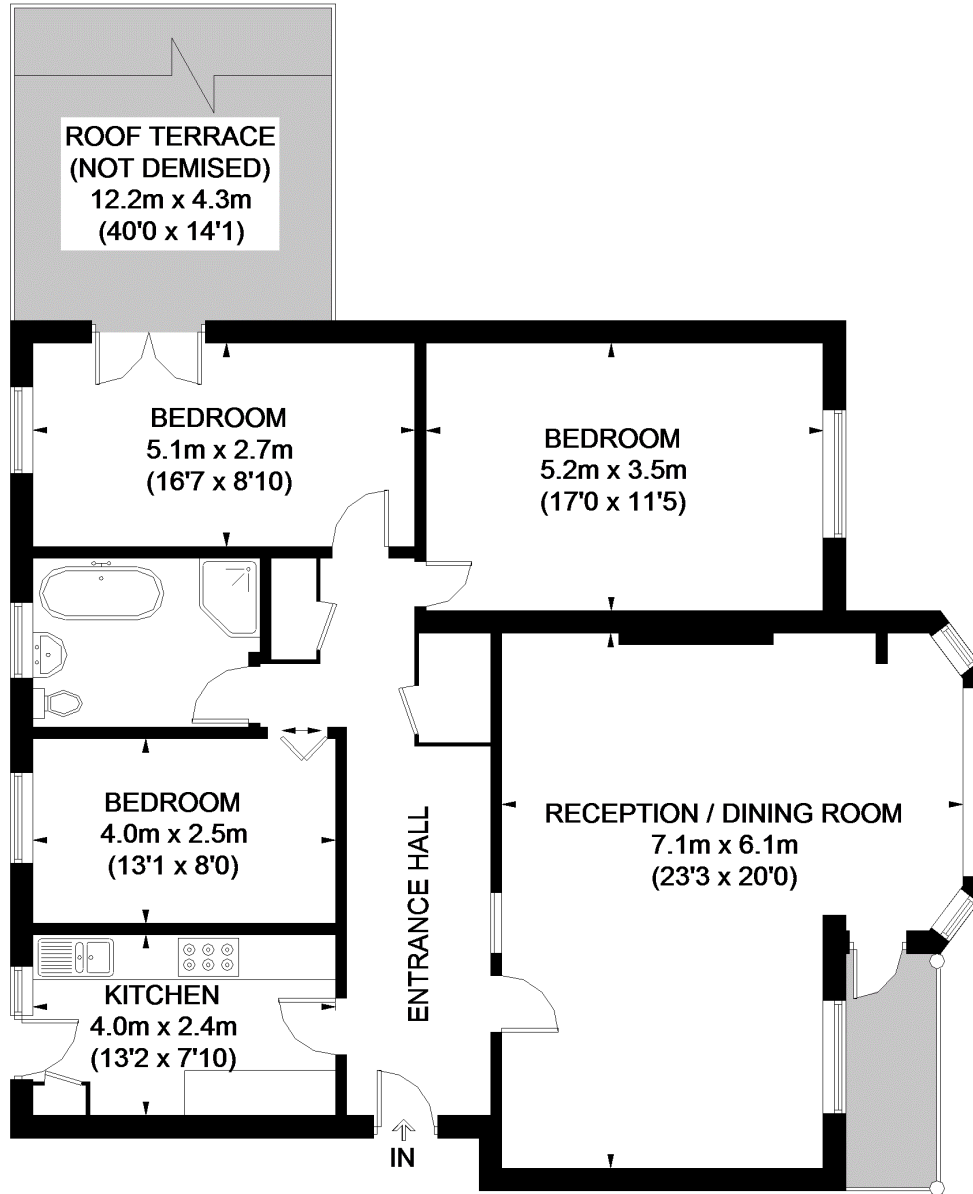 ROOF TERRACE
(NOT DEMISED)
12.2m x 4.3m
(40'0 x 14'1)
BEDROOM
5.1m x 2.7m
(16'7 x 8'10)
BEDROOM
5.2m x 3.5m
(17'0 x 11'5)
BEDROOM
4.0m x 2.5m
(13'1 x 8'0)
RECEPTION / DINING ROOM
7.1m x 6.1m
(23'3 x 20'0)
ENTRANCE HALL
KITCHEN
4.0m x 2.4m
(13'2 x 7'10)
IN